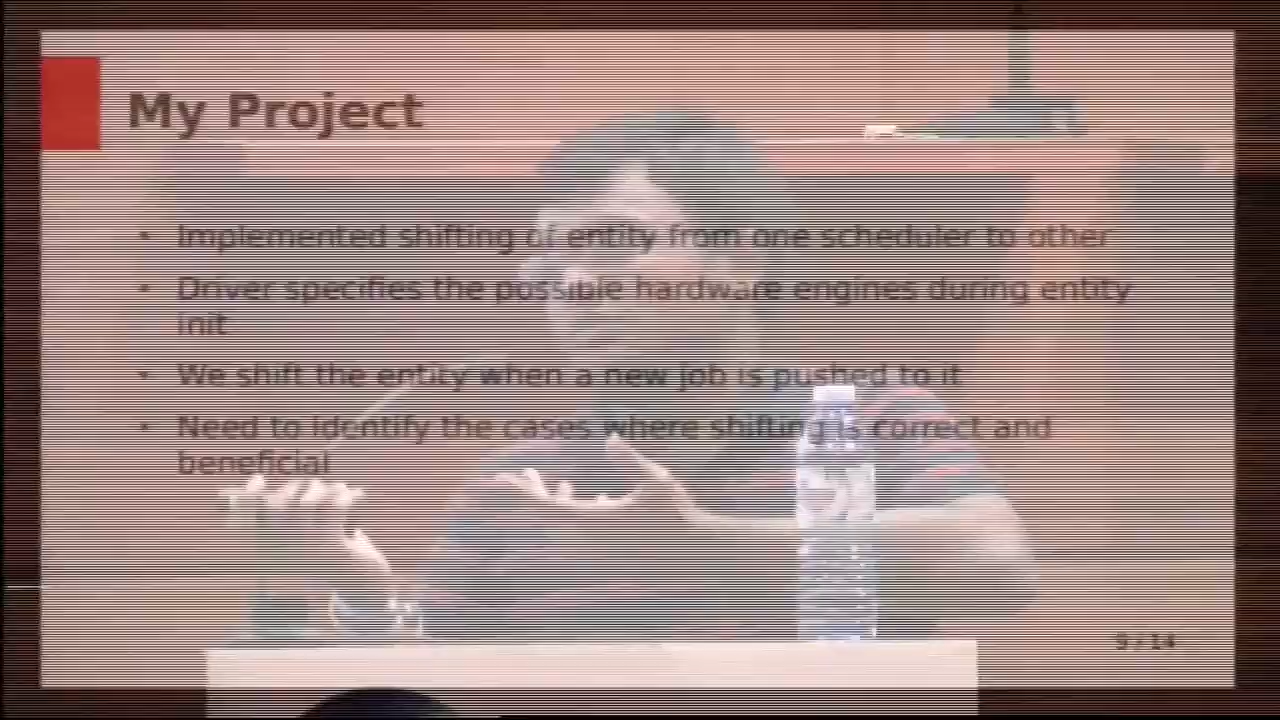 My Project
Implemented shifting of entity from one scheduler to other
Driver specifies the possible hardware engines during entity
init
We shift the entity when a new job is pushed to it
Need to identify the cases where shifting is correct and
beneficial
9 / 14